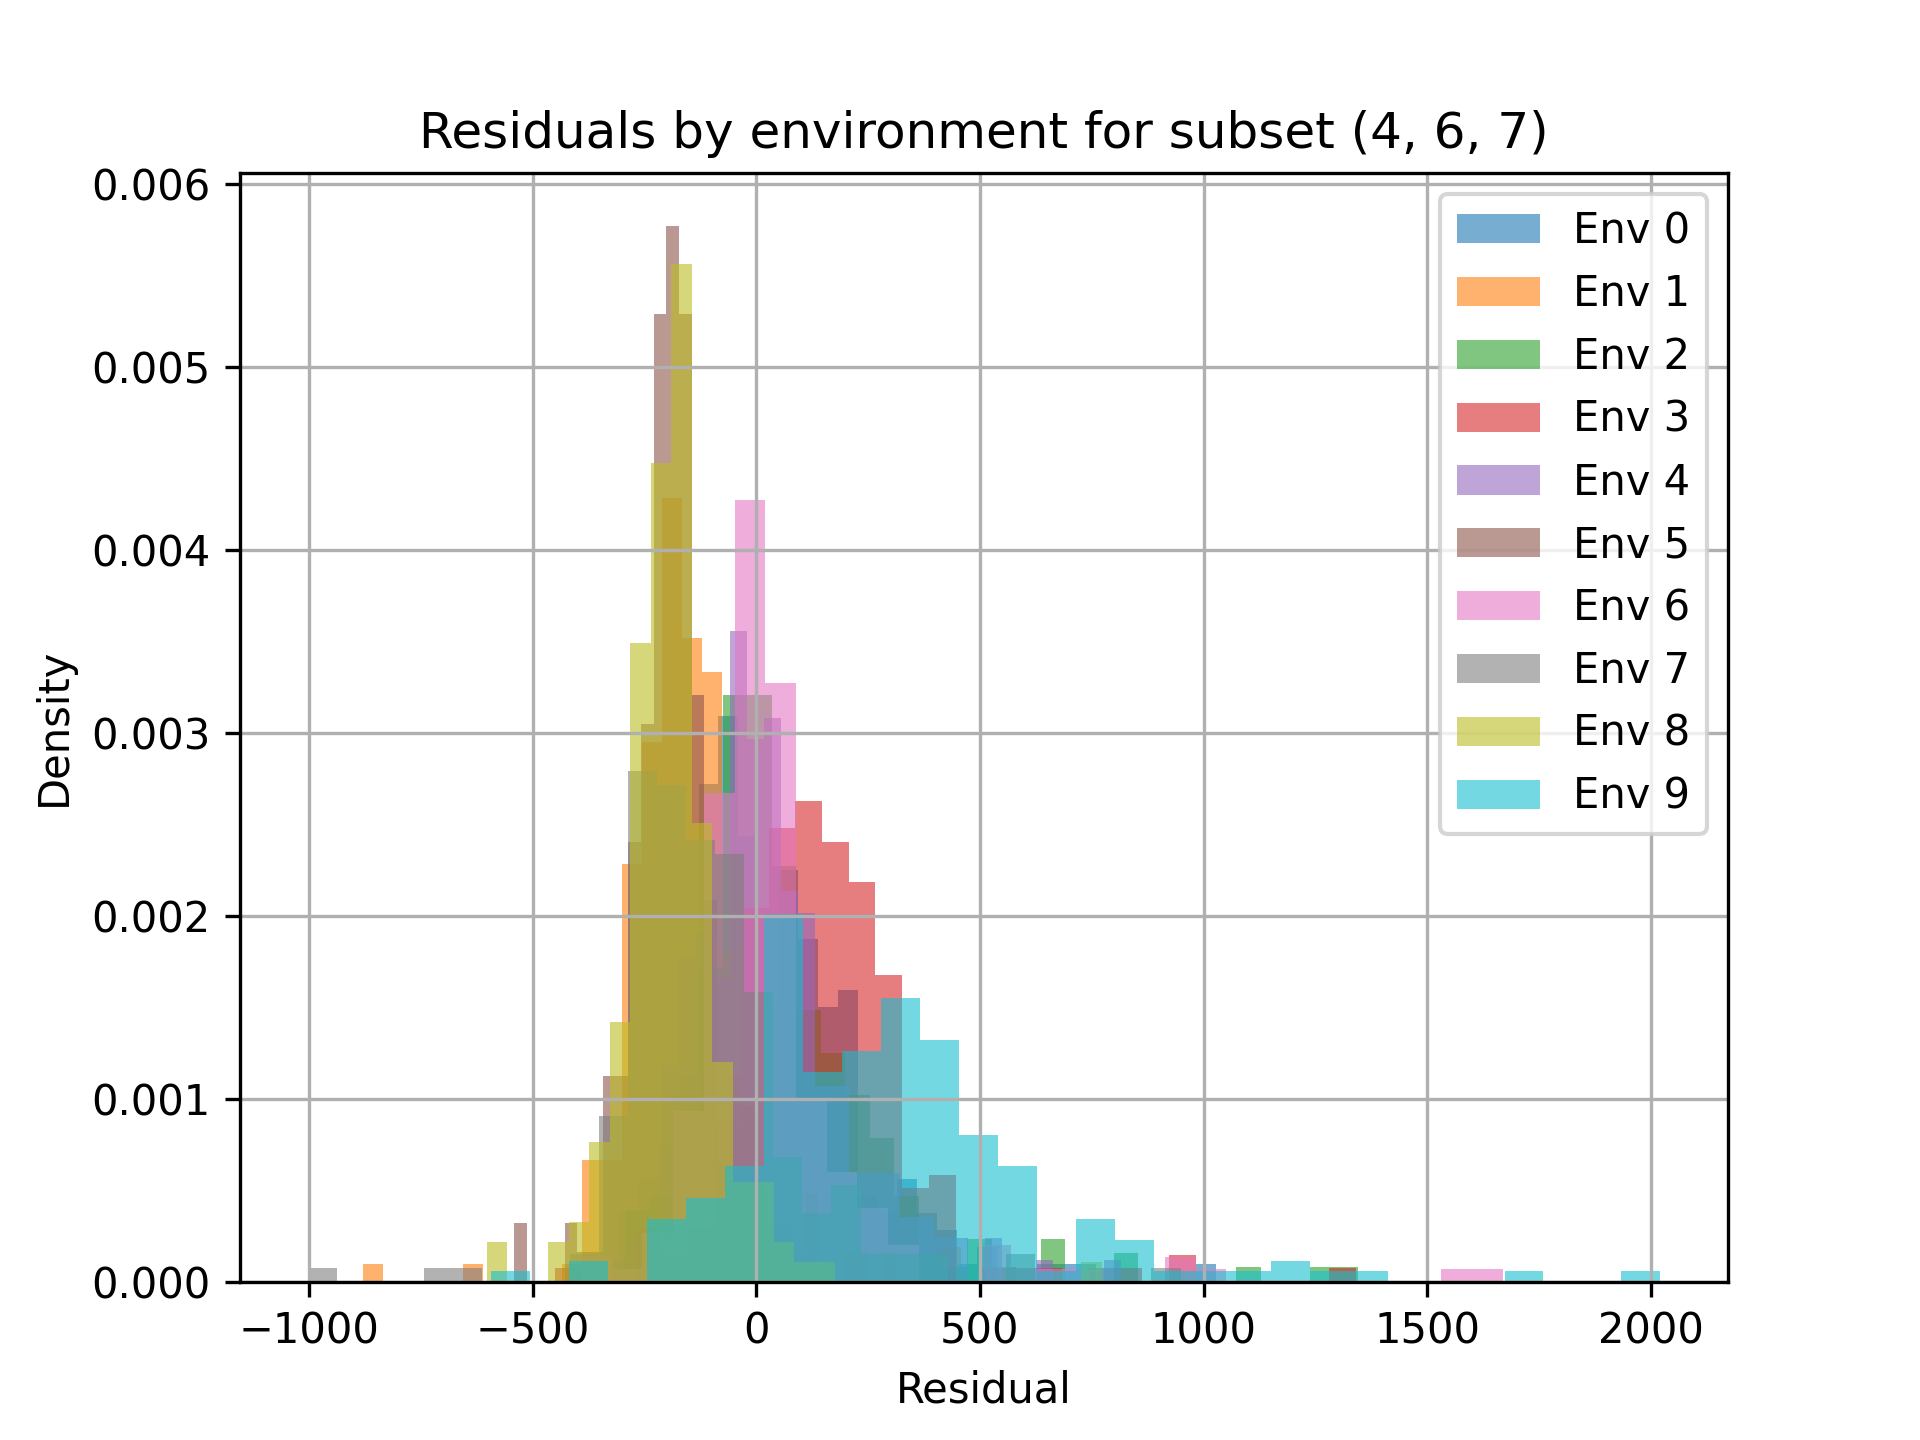 Residuals by environment for subset (4, 6, 7)
0.006
0.005
0.004
0.003
0.002
0.001
0.000
Density
−1000
−500
0
500
1000
1500
2000
Residual
Env 0
Env 1
Env 2
Env 3
Env 4
Env 5
Env 6
Env 7
Env 8
Env 9